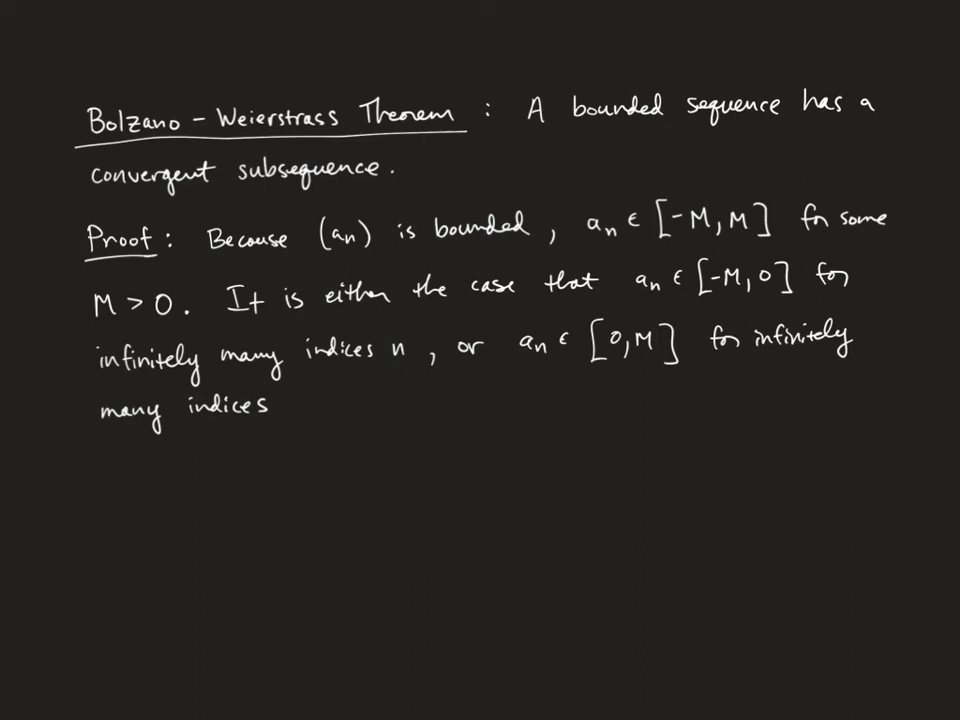 Bolzano - Weierstrass Theorem : A bounded sequence has a
convergent subsequence.
Proof : Because (an) is bounded, an ∈ [-M, M] for some
M > 0. It is either the case that an ∈ [-M, 0] for
infinitely many indices n, or an ∈ [0, M] for infinitely
many indices